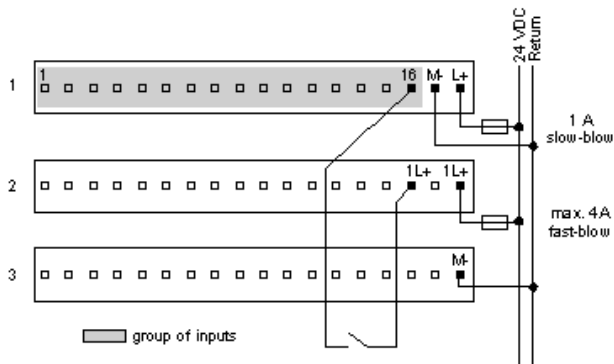 24 VDC
Return
1
1 16 M- L+
1 A
slow-blow
2
1L+ 1L+
max. 4A
fast-blow
3
M-
group of inputs